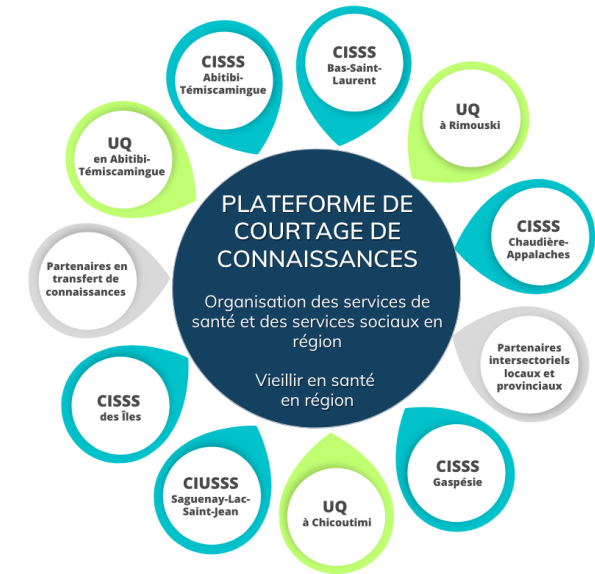 PLATEFORME DE
COURTAGE DE
CONNAISSANCES
Organisation des services de
santé et des services sociaux en
région
Vieillir en santé
en région
CISSS
Bas-Saint-
Laurent
UQ
à Rimouski
CISSS
Chaudière-
Appalaches
Partenaires
intersectoriels
locaux et
provinciaux
CISSS
Gaspésie
UQ
à Chicoutimi
CIUSSS
Saguenay-Lac-
Saint-Jean
CISSS
des Îles
Partenaires en
transfert de
connaissances
UQ
en Abitibi-
Témiscamingue
CISSS
Abitibi-
Témiscamingue